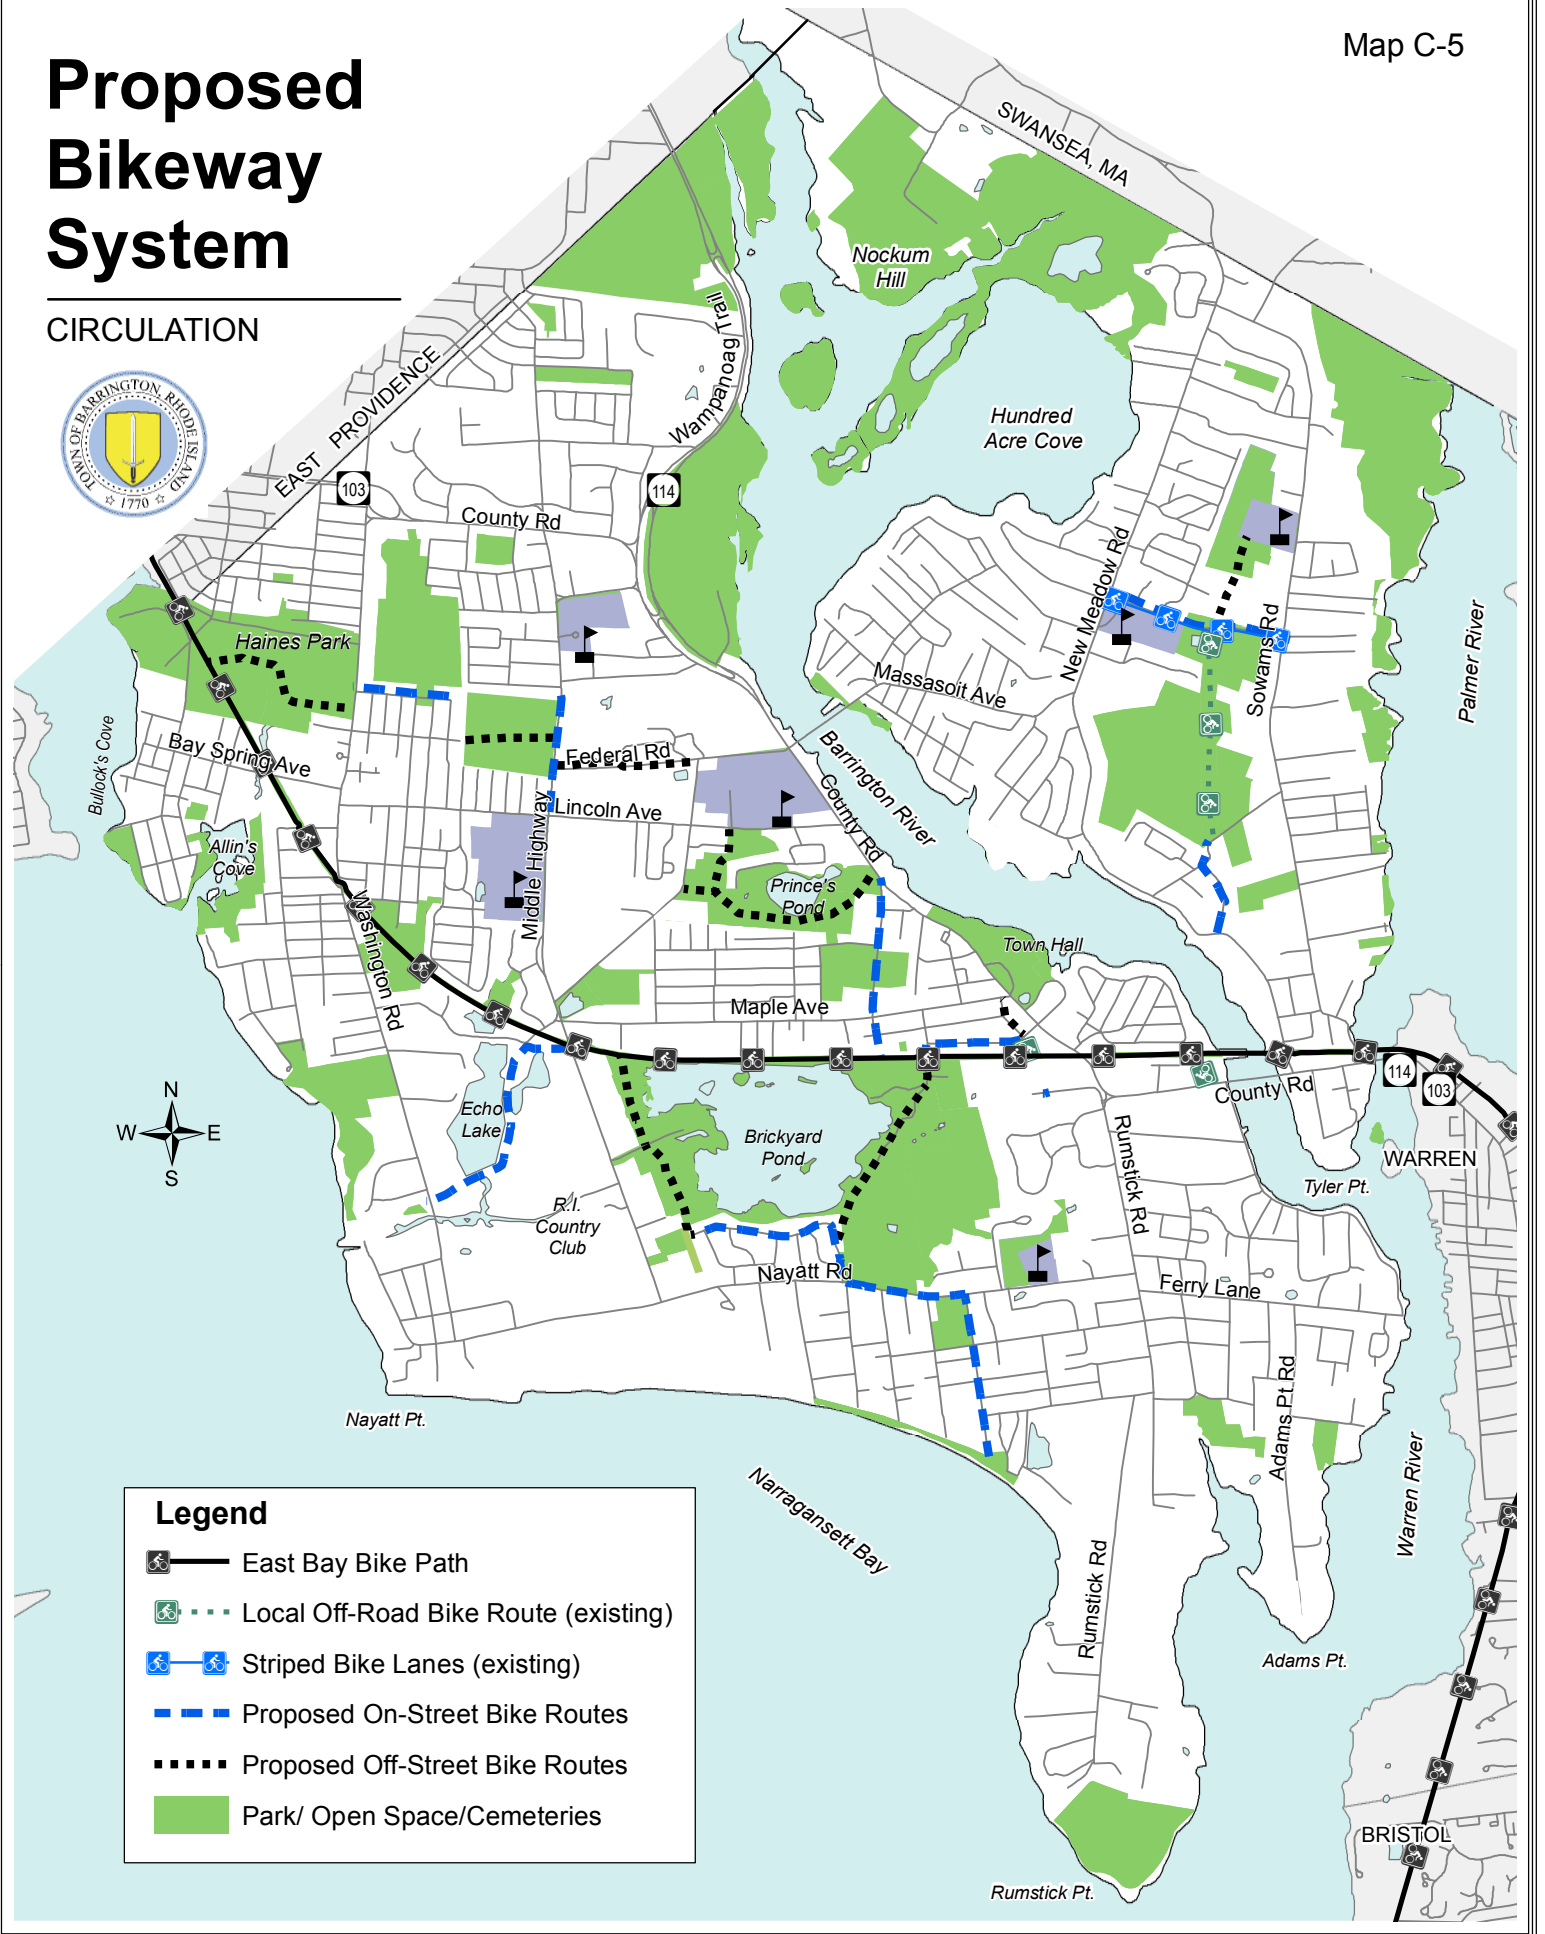 Map C-5
Proposed
Bikeway
System
CIRCULATION
TOWN OF BARRINGTON, RHODE ISLAND
1770
SWANSEA, MA
EAST PROVIDENCE
Nockum
Hill
Wampanoag Trail
Hundred
Acre Cove
103
114
County Rd
New Meadow Rd
Sowams Rd
Palmer River
Haines Park
Massasoit Ave
Bullock's Cove
Bay Spring Ave
Federal Rd
Barrington River
County Rd
Lincoln Ave
Middle Highway
Allin's
Cove
Prince's
Pond
Washington Rd
Town Hall
Maple Ave
114
103
County Rd
N
W E
S
Echo
Lake
Brickyard
Pond
Rumstick Rd
WARREN
Tyler Pt.
R.I.
Country
Club
Nayatt Rd
Ferry Lane
Adams Pt Rd
Nayatt Pt.
Narragansett Bay
Warren River
Rumstick Rd
Adams Pt.
BRISTOL
Rumstick Pt.
Legend
East Bay Bike Path
Local Off-Road Bike Route (existing)
Striped Bike Lanes (existing)
Proposed On-Street Bike Routes
Proposed Off-Street Bike Routes
Park/ Open Space/Cemeteries